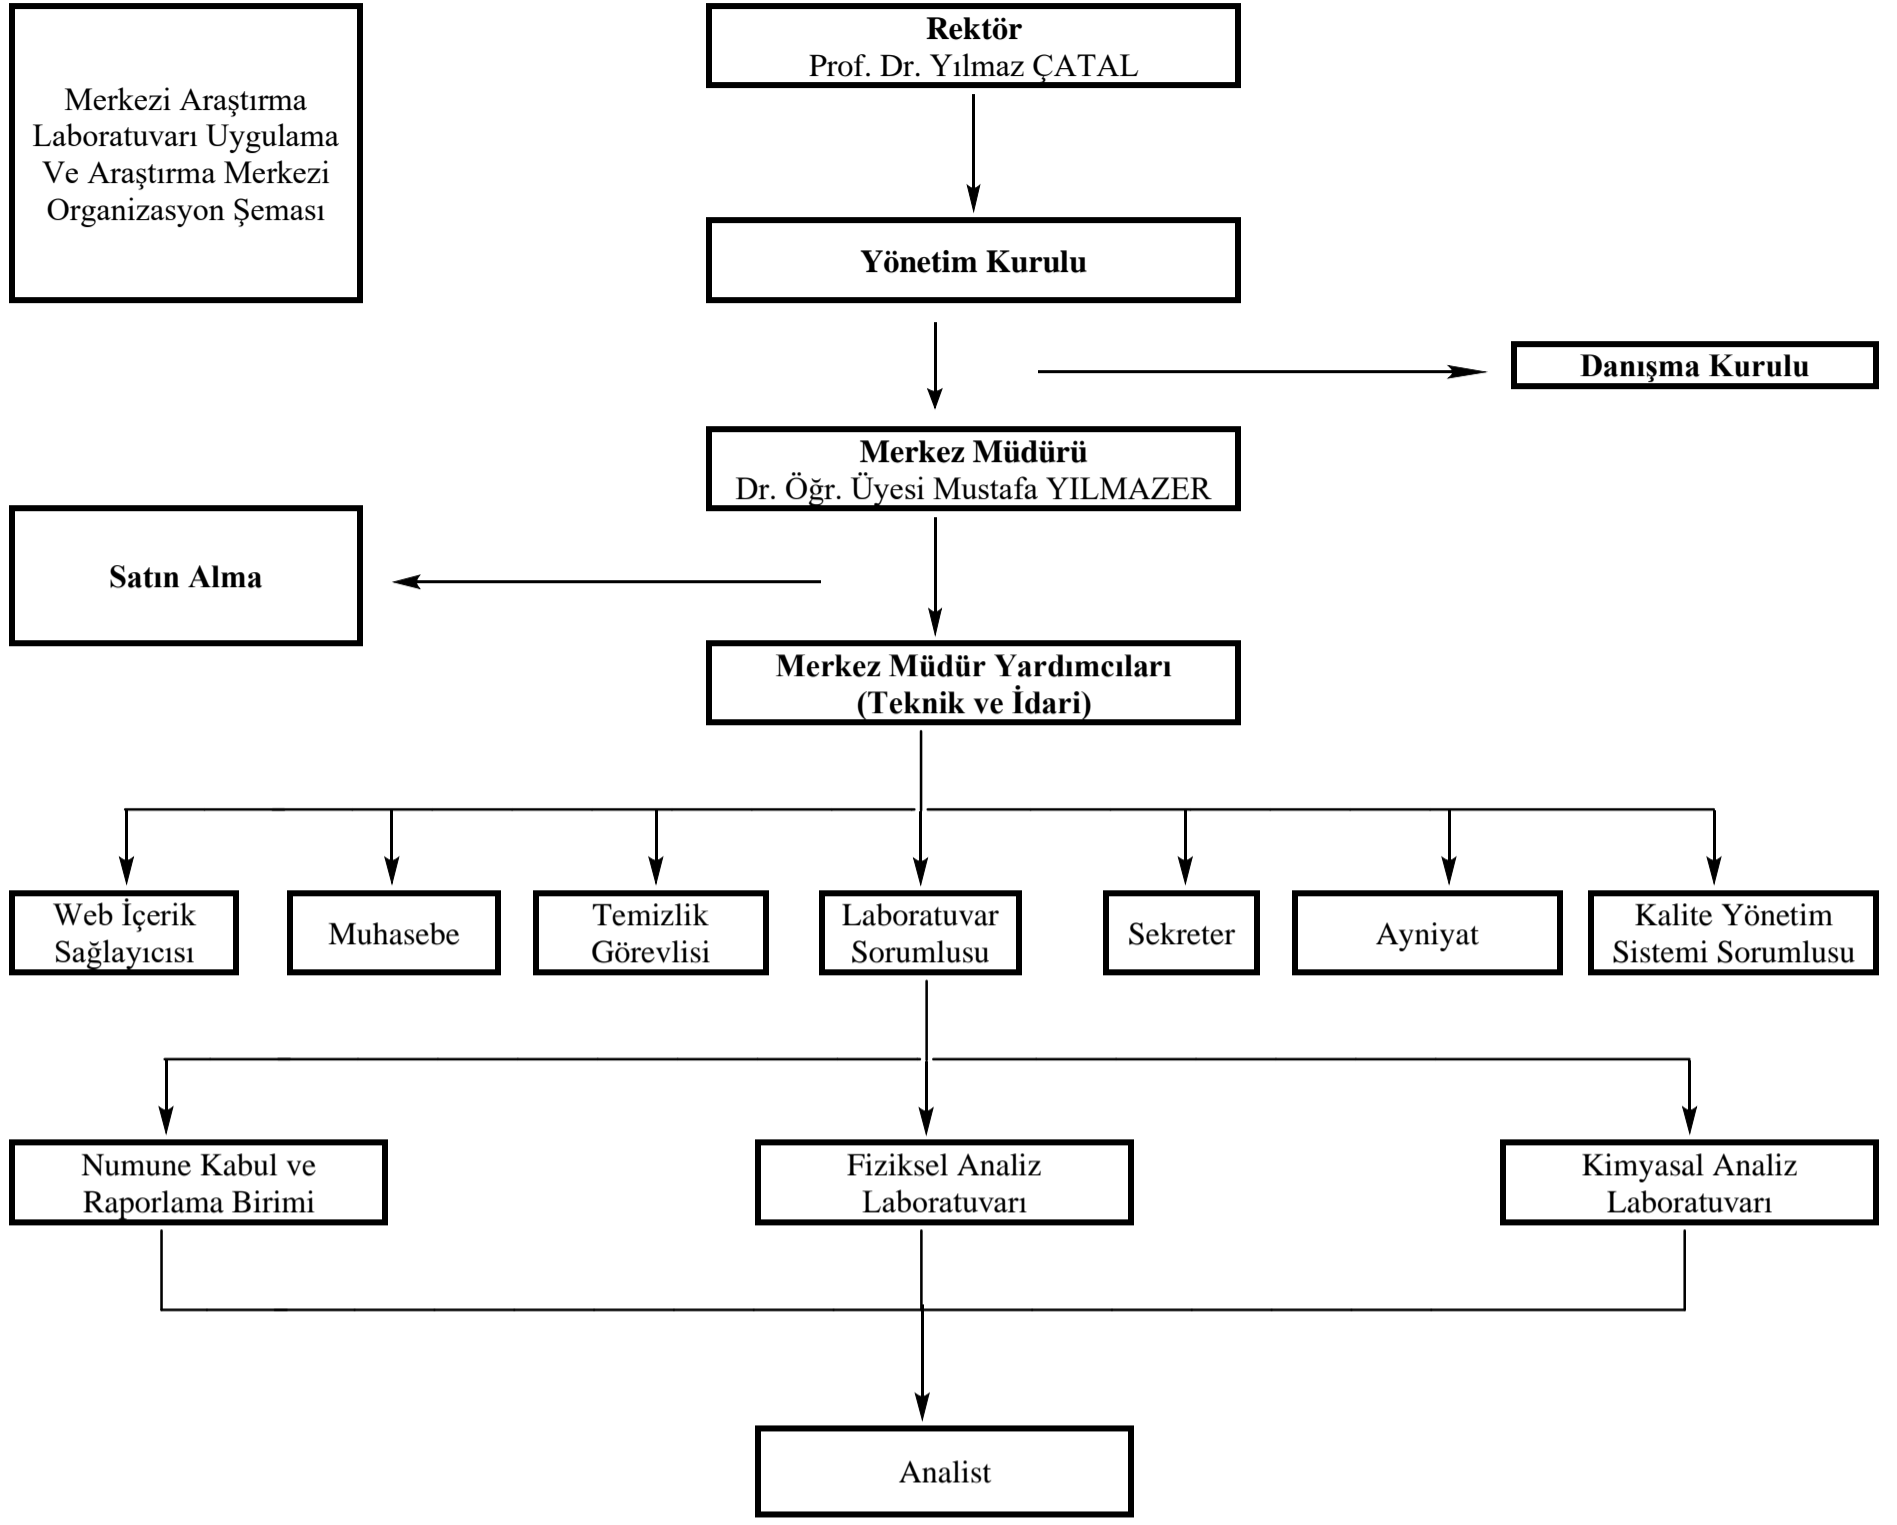 Merkezi Araştırma
Laboratuvarı Uygulama
Ve Araştırma Merkezi
Organizasyon Şeması
Rektör
Prof. Dr. Yılmaz ÇATAL
Yönetim Kurulu
Danışma Kurulu
Merkez Müdürü
Dr. Öğr. Üyesi Mustafa YILMAZER
Satın Alma
Merkez Müdür Yardımcıları
(Teknik ve İdari)
Web İçerik
Sağlayıcısı
Muhasebe
Temizlik
Görevlisi
Laboratuvar
Sorumlusu
Sekreter
Ayniyat
Kalite Yönetim
Sistemi Sorumlusu
Numune Kabul ve
Raporlama Birimi
Fiziksel Analiz
Laboratuvarı
Kimyasal Analiz
Laboratuvarı
Analist